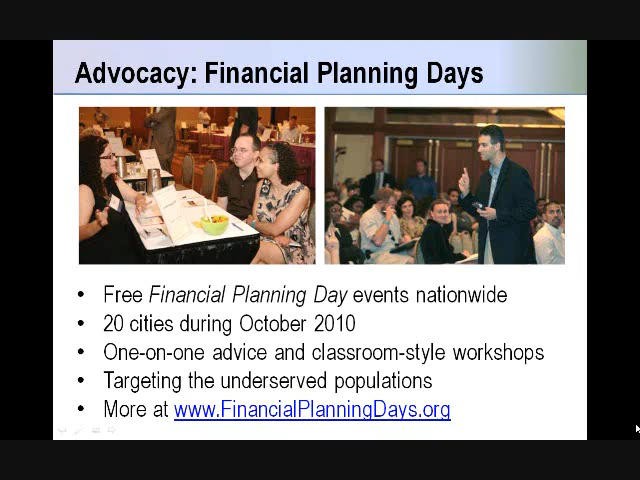 Advocacy: Financial Planning Days
• Free Financial Planning Day events nationwide
• 20 cities during October 2010
• One-on-one advice and classroom-style workshops
• Targeting the underserved populations
• More at www.FinancialPlanningDays.org